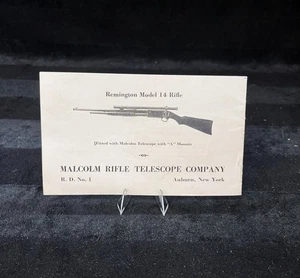 Remington Model 14 Rifle
[Fitted with Malcolm Telescope with "A" Mounts
MALCOLM RIFLE TELESCOPE COMPANY
R. D. No. 1 Auburn, New York